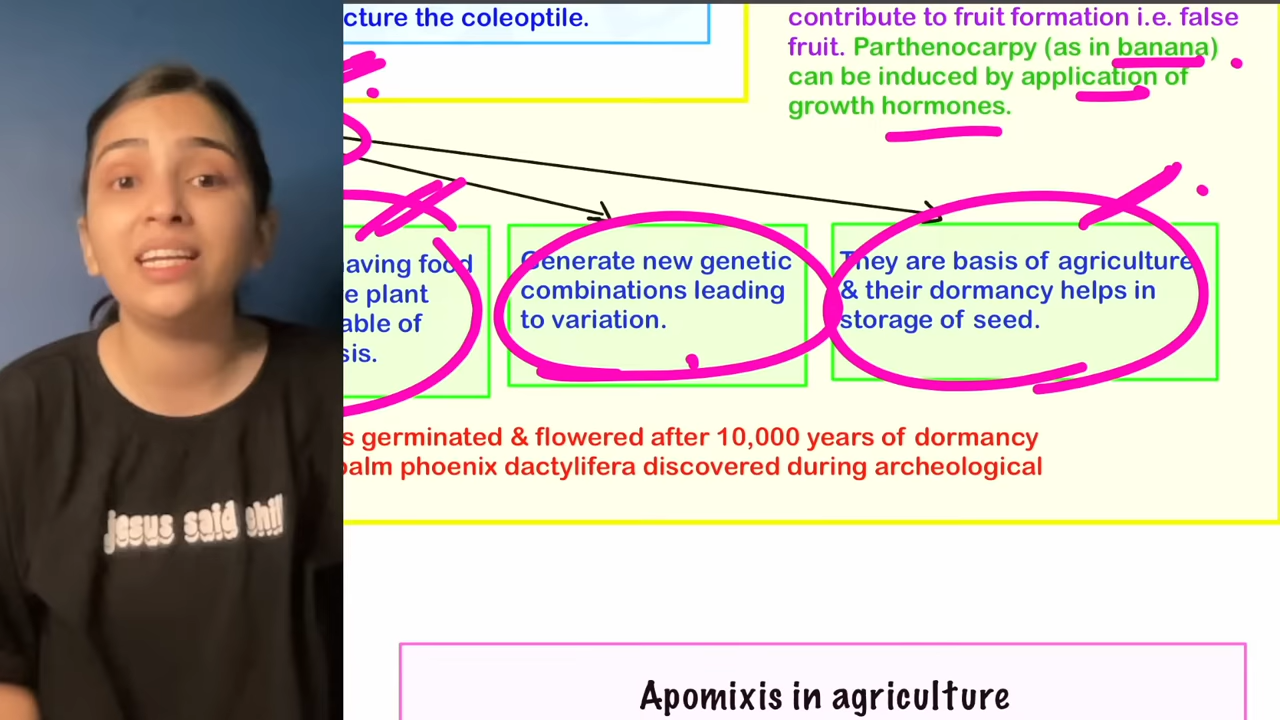 cture the coleoptile.
contribute to fruit formation i.e. false
fruit. Parthenocarpy (as in banana)
can be induced by application of
growth hormones.
aving food
e plant
able of
sis.
Generate new genetic
combinations leading
to variation.
They are basis of agriculture
& their dormancy helps in
storage of seed.
s germinated & flowered after 10,000 years of dormancy
palm phoenix dactylifera discovered during archeological
jesus said chill
Apomixis in agriculture